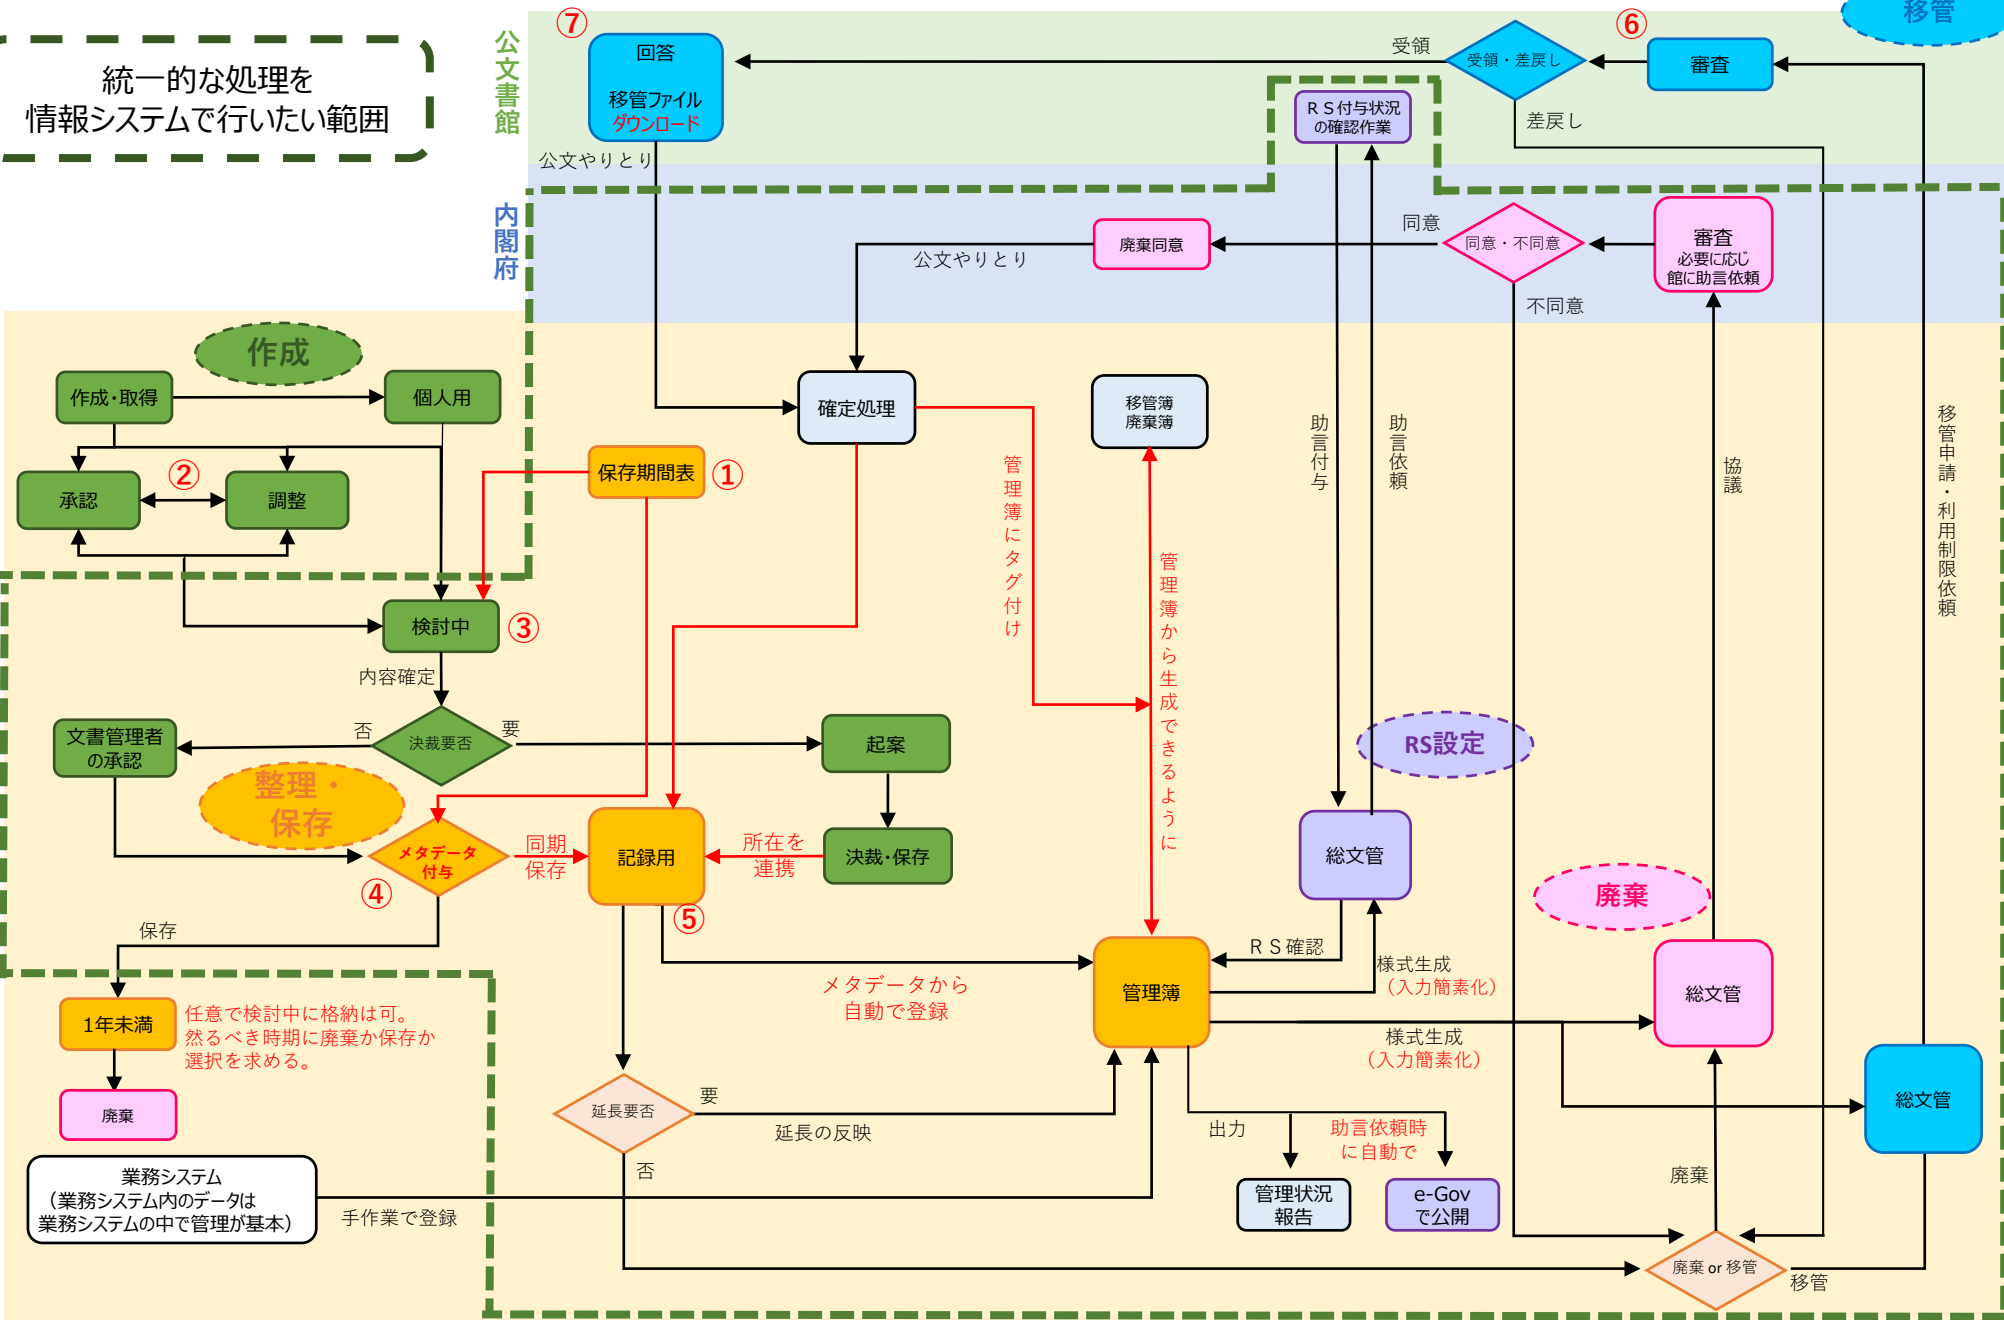 統一的な処理を
情報システムで行いたい範囲
公文書館
⑦
回答
移管ファイル
ダウンロード
受領
受領・差戻し
⑥
審査
移管
差戻し
ＲＳ付与状況
の確認作業
公文やりとり
内閣府
廃棄同意
同意
同意・不同意
審査
必要に応じ
館に助言依頼
公文やりとり
不同意
作成
作成・取得
個人用
承認
②
調整
保存期間表
①
確定処理
移管簿
廃棄簿
管理簿にタグ付け
管理簿から生成できるように
助言付与
助言依頼
協議
移管申請・利用制限依頼
検討中
③
内容確定
文書管理者
の承認
否
決裁要否
要
起案
RS設定
整理・
保存
メタデータ
付与
④
同期
保存
記録用
⑤
所在を
連携
決裁・保存
総文管
廃棄
保存
1年未満
任意で検討中に格納は可。
然るべき時期に廃棄か保存か
選択を求める。
廃棄
メタデータから
自動で登録
管理簿
ＲＳ確認
様式生成
（入力簡素化）
様式生成
（入力簡素化）
総文管
総文管
延長要否
要
延長の反映
否
出力
助言依頼時
に自動で
管理状況
報告
e-Gov
で公開
業務システム
（業務システム内のデータは
業務システムの中で管理が基本）
手作業で登録
廃棄
廃棄 or 移管
移管